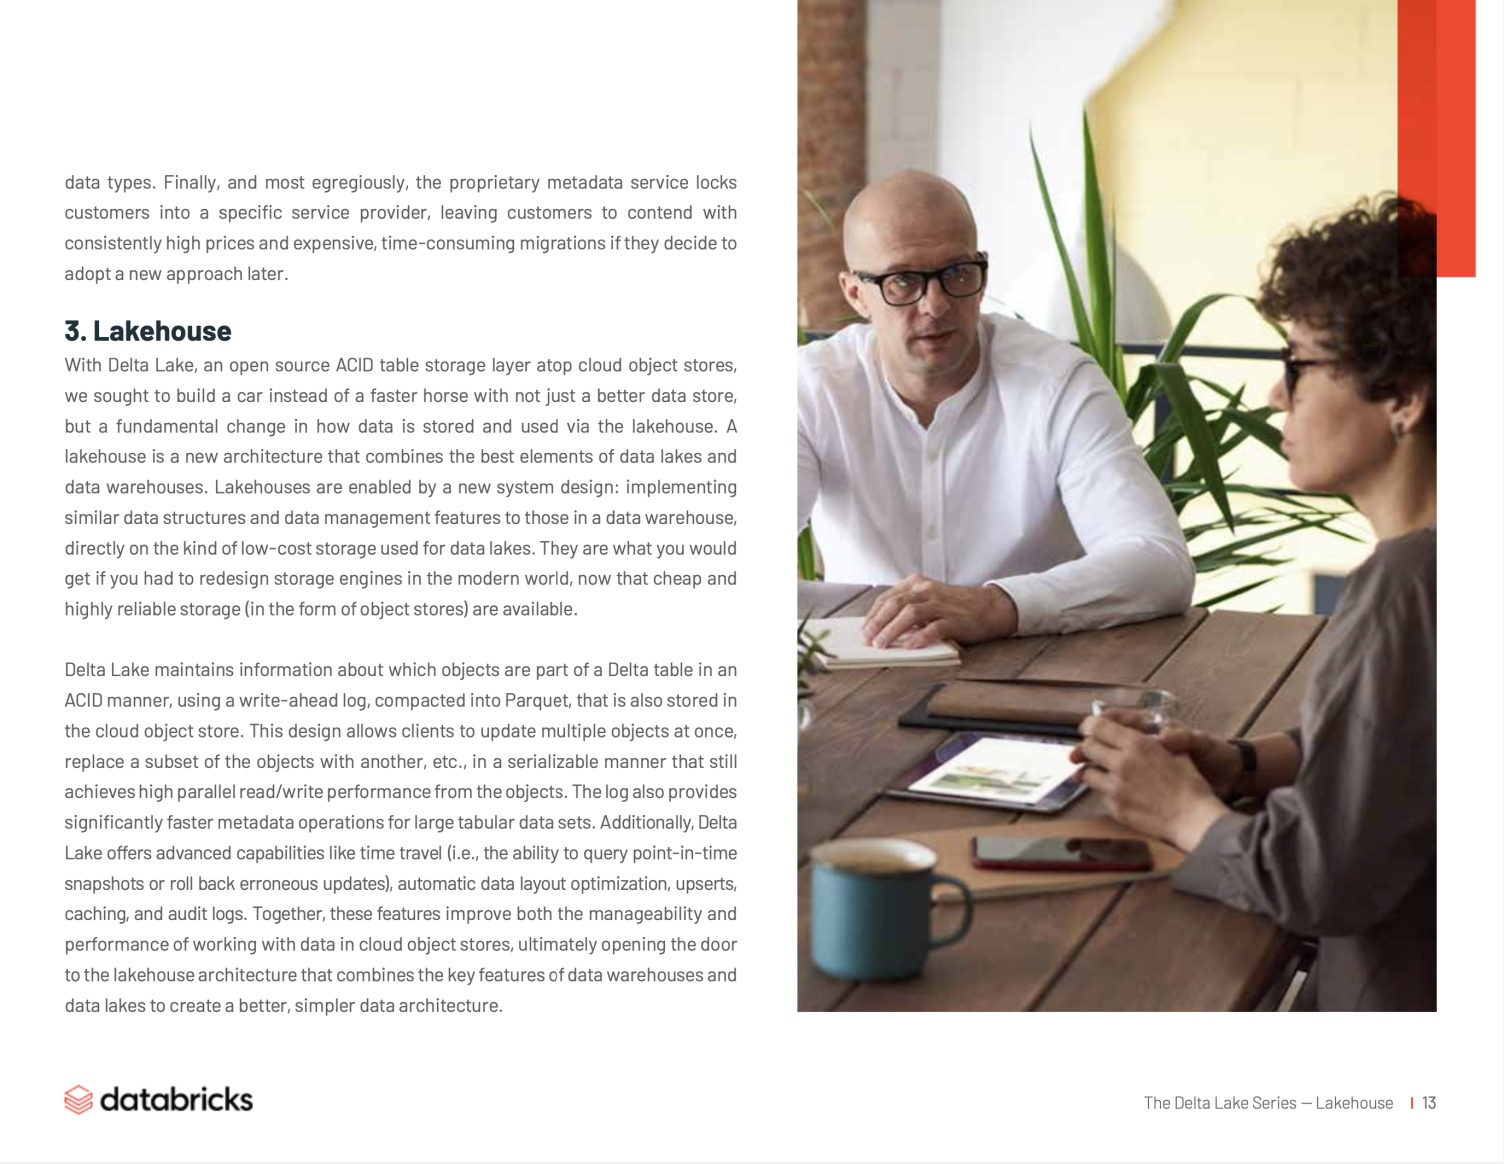 data types. Finally, and most egregiously, the proprietary metadata service locks
customers into a specific service provider, leaving customers to contend with
consistently high prices and expensive, time-consuming migrations if they decide to
adopt a new approach later.
3. Lakehouse
With Delta Lake, an open source ACID table storage layer atop cloud object stores,
we sought to build a car instead of a faster horse with not just a better data store,
but a fundamental change in how data is stored and used via the lakehouse. A
lakehouse is a new architecture that combines the best elements of data lakes and
data warehouses. Lakehouses are enabled by a new system design: implementing
similar data structures and data management features to those in a data warehouse,
directly on the kind of low-cost storage used for data lakes. They are what you would
get if you had to redesign storage engines in the modern world, now that cheap and
highly reliable storage (in the form of object stores) are available.
Delta Lake maintains information about which objects are part of a Delta table in an
ACID manner, using a write-ahead log, compacted into Parquet, that is also stored in
the cloud object store. This design allows clients to update multiple objects at once,
replace a subset of the objects with another, etc., in a serializable manner that still
achieves high parallel read/write performance from the objects. The log also provides
significantly faster metadata operations for large tabular data sets. Additionally, Delta
Lake offers advanced capabilities like time travel (i.e., the ability to query point-in-time
snapshots or roll back erroneous updates), automatic data layout optimization, upserts,
caching, and audit logs. Together, these features improve both the manageability and
performance of working with data in cloud object stores, ultimately opening the door
to the lakehouse architecture that combines the key features of data warehouses and
data lakes to create a better, simpler data architecture.
databricks
The Delta Lake Series — Lakehouse | 13